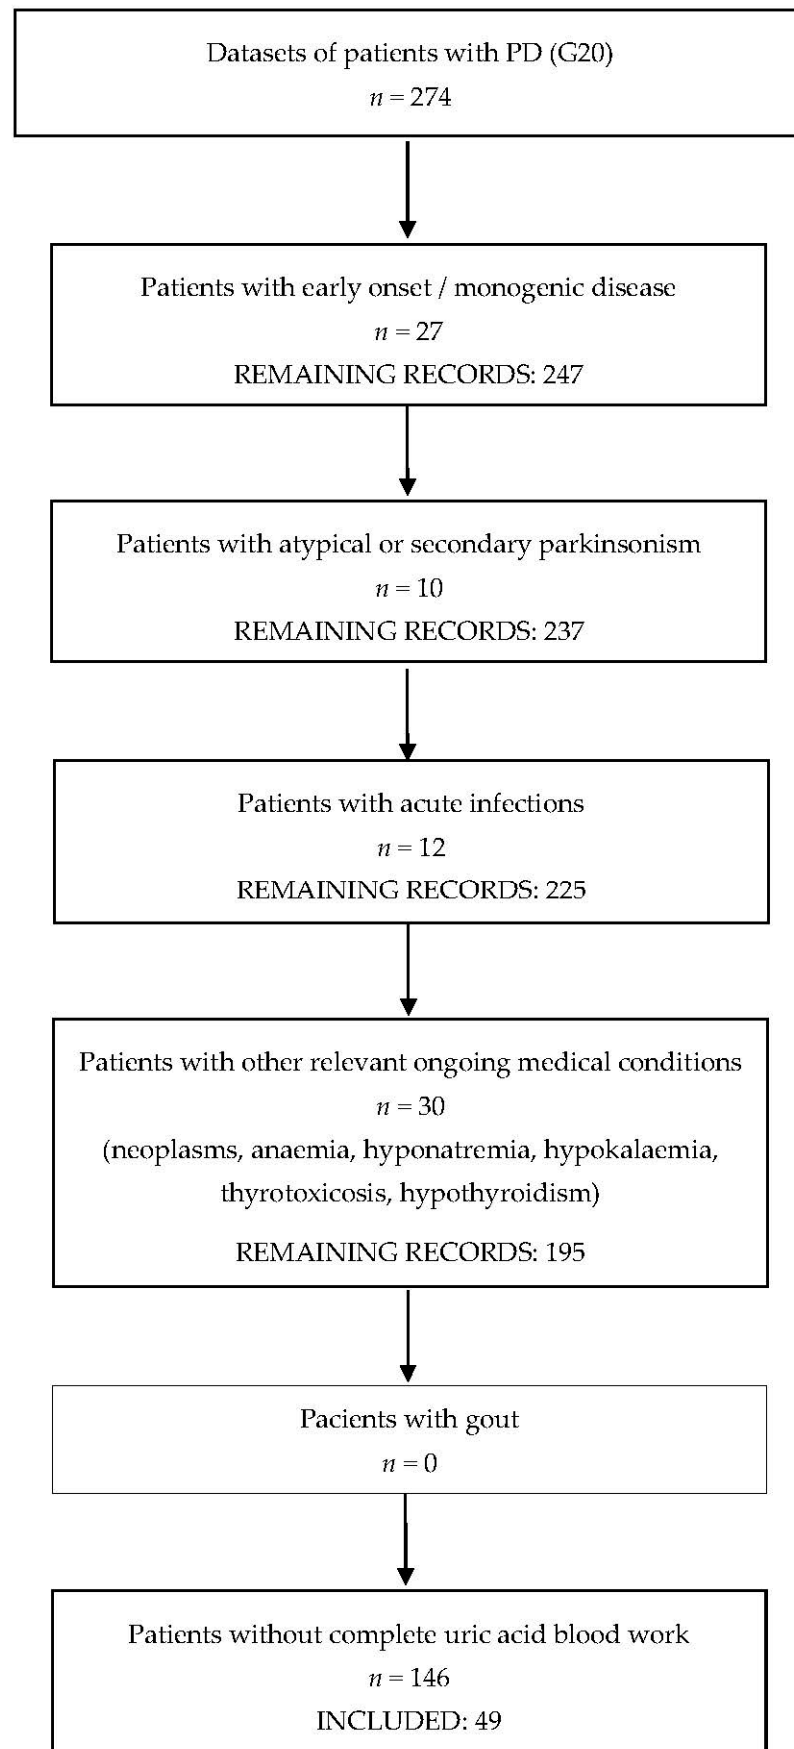 Datasets of patients with PD (G20)
n = 274
Patients with early onset / monogenic disease
n = 27
REMAINING RECORDS: 247
Patients with atypical or secondary parkinsonism
n = 10
REMAINING RECORDS: 237
Patients with acute infections
n = 12
REMAINING RECORDS: 225
Patients with other relevant ongoing medical conditions
n = 30
(neoplasms, anaemia, hyponatremia, hypokalaemia,
thyrotoxicosis, hypothyroidism)
REMAINING RECORDS: 195
Pacients with gout
n = 0
Patients without complete uric acid blood work
n = 146
INCLUDED: 49